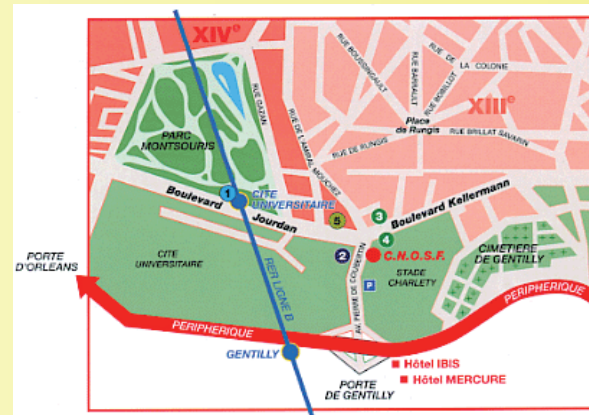 XIVe
RUE BOUSSINGAULT
RUE BARRAULT
RUE DE
LA COLONIE
RUE BOBILLOT
XIIIe
RUE GAZAN
RUE DE L'AMIRAL MOUCHEZ
Place
de Rungis
RUE BRILLAT SAVARIN
RUE DE RUNGIS
PARC
MONTSOURIS
1
CITE
UNIVERSITAIRE
Boulevard
Jourdan
5
3
Boulevard Kellermann
4
2
C.N.O.S.F.
CIMETIERE
DE GENTILLY
PORTE
D'ORLEANS
CITE
UNIVERSITAIRE
RER LIGNE B
AV. PIERRE DE COUBERTIN
STADE
CHARLETY
P
PERIPHERIQUE
PERIPHERIQUE
GENTILLY
Hôtel IBIS
Hôtel MERCURE
PORTE
DE GENTILLY